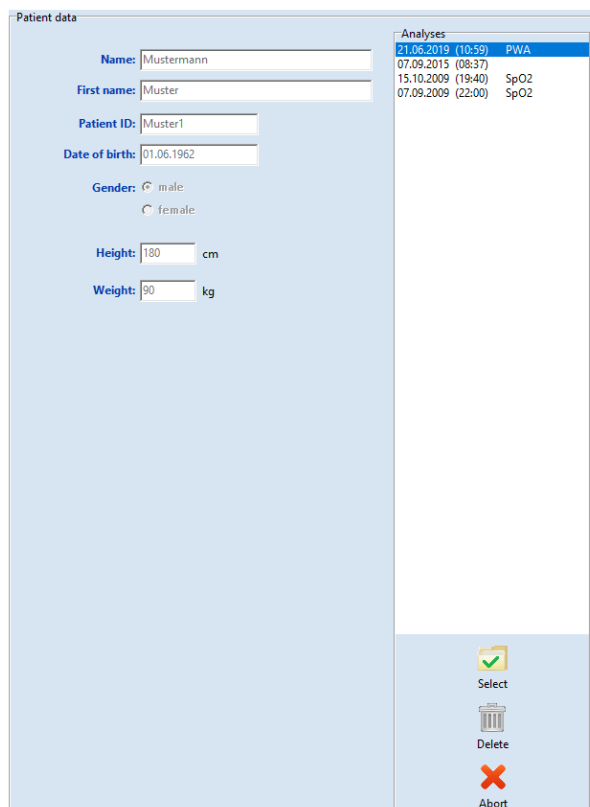 Patient data
Name: Mustermann
First name: Muster
Patient ID: Muster1
Date of birth: 01.06.1962
Gender: male
female
Height: 180 cm
Weight: 90 kg
Analyses
21.06.2019 (10:59) PWA
07.09.2015 (08:37)
15.10.2009 (19:40) SpO2
07.09.2009 (22:00) SpO2
Select
Delete
Abort